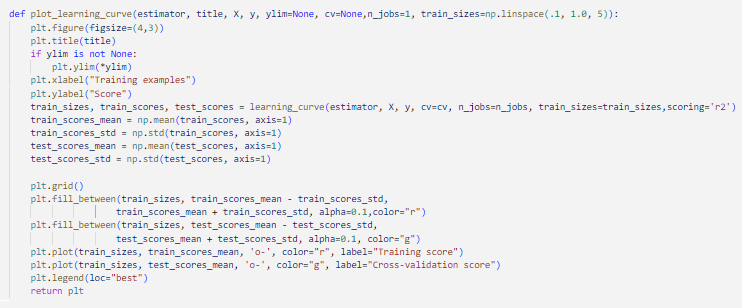 def plot_learning_curve(estimator, title, X, y, ylim=None, cv=None,n_jobs=1, train_sizes=np.linspace(.1, 1.0, 5)):
    plt.figure(figsize=(4,3))
    plt.title(title)
    if ylim is not None:
        plt.ylim(*ylim)
    plt.xlabel("Training examples")
    plt.ylabel("Score")
    train_sizes, train_scores, test_scores = learning_curve(estimator, X, y, cv=cv, n_jobs=n_jobs, train_sizes=train_sizes,scoring='r2')
    train_scores_mean = np.mean(train_scores, axis=1)
    train_scores_std = np.std(train_scores, axis=1)
    test_scores_mean = np.mean(test_scores, axis=1)
    test_scores_std = np.std(test_scores, axis=1)

    plt.grid()
    plt.fill_between(train_sizes, train_scores_mean - train_scores_std,
                     train_scores_mean + train_scores_std, alpha=0.1,color="r")
    plt.fill_between(train_sizes, test_scores_mean - test_scores_std,
                     test_scores_mean + test_scores_std, alpha=0.1, color="g")
    plt.plot(train_sizes, train_scores_mean, 'o-', color="r", label="Training score")
    plt.plot(train_sizes, test_scores_mean, 'o-', color="g", label="Cross-validation score")
    plt.legend(loc="best")
    return plt